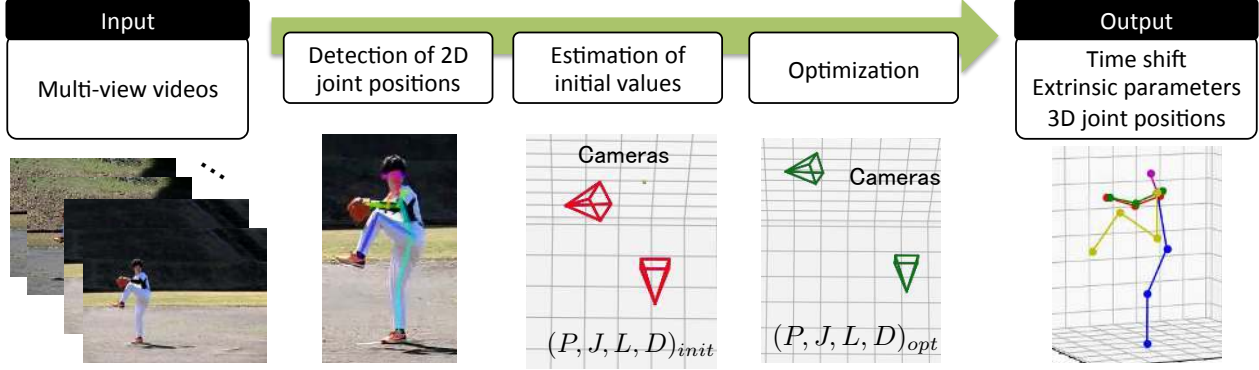 Input
Multi-view videos
Detection of 2D
joint positions
Estimation of
initial values
Optimization
Output
Time shift
Extrinsic parameters
3D joint positions
Cameras
(P, J, L, D)init
Cameras
(P, J, L, D)opt